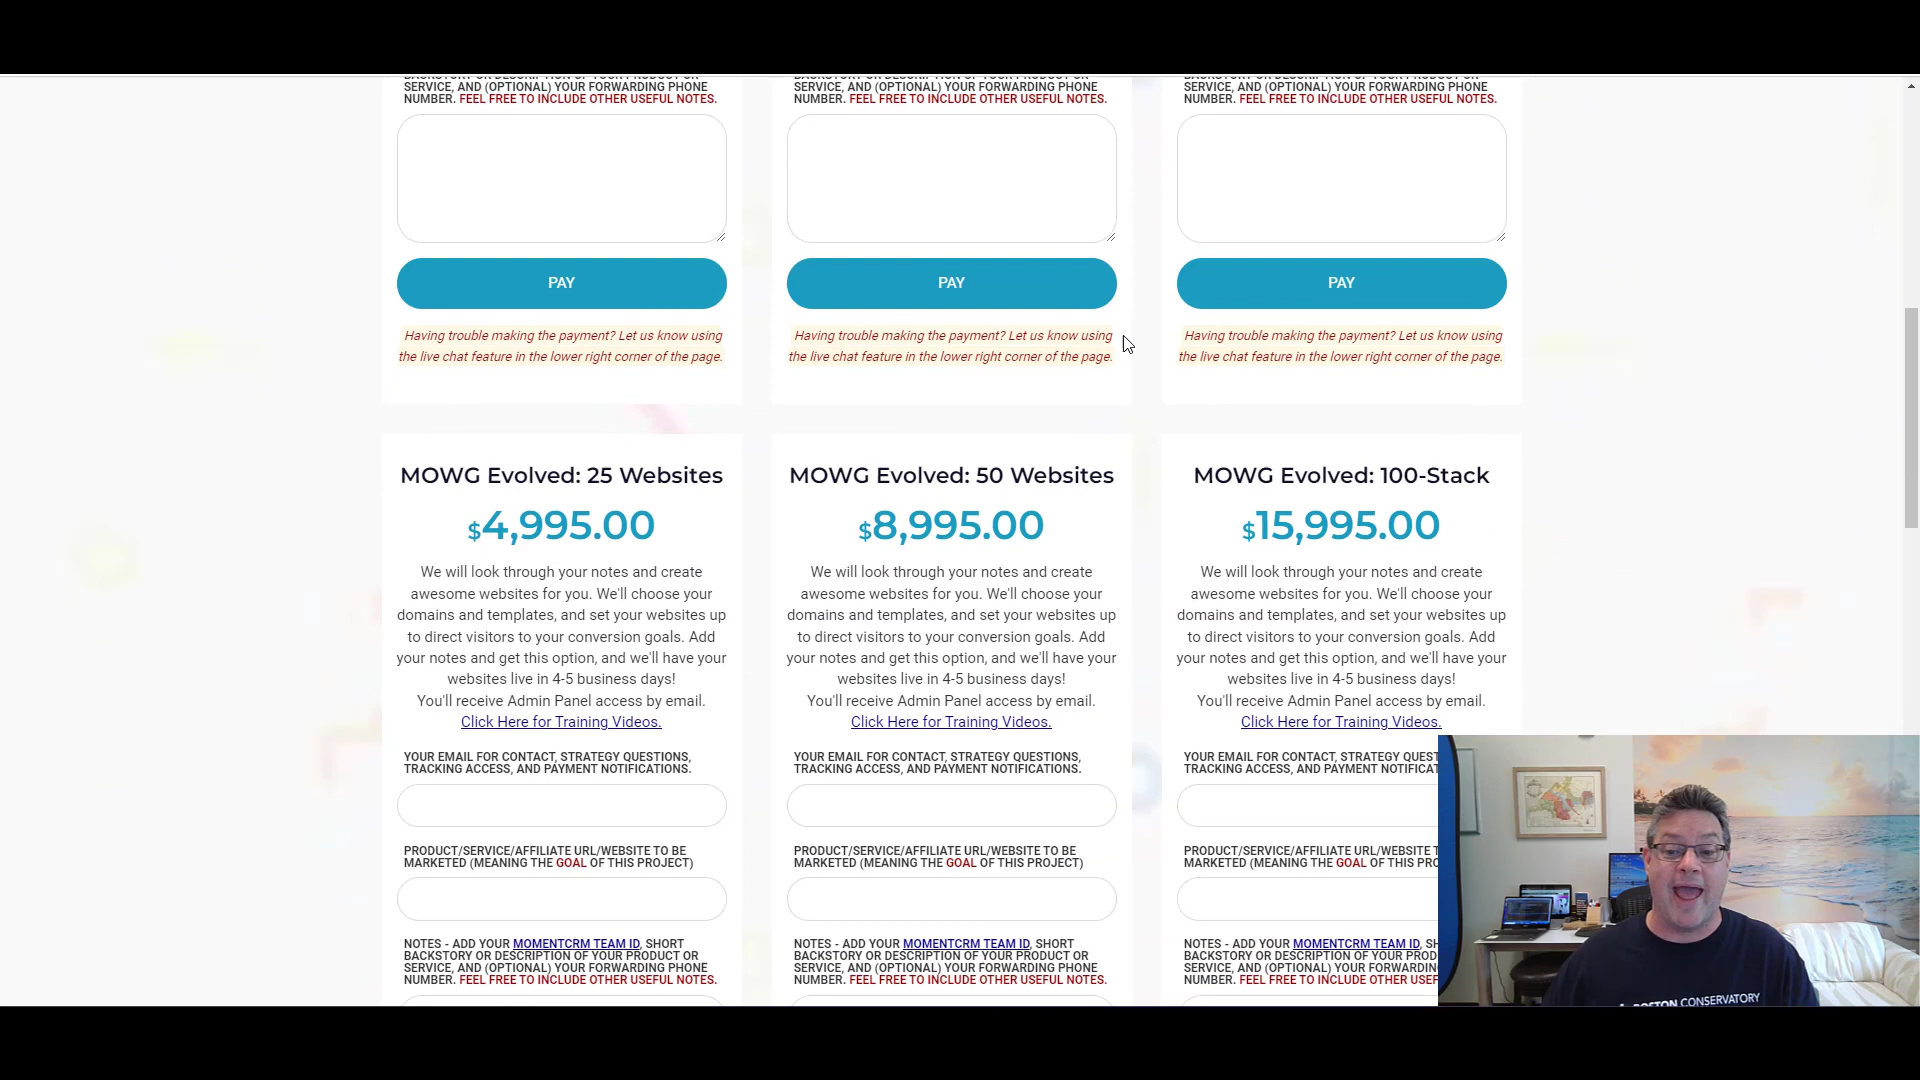 SERVICE, AND (OPTIONAL) YOUR FORWARDING PHONE
NUMBER. FEEL FREE TO INCLUDE OTHER USEFUL NOTES.
PAY
Having trouble making the payment? Let us know using
the live chat feature in the lower right corner of the page.
SERVICE, AND (OPTIONAL) YOUR FORWARDING PHONE
NUMBER. FEEL FREE TO INCLUDE OTHER USEFUL NOTES.
PAY
Having trouble making the payment? Let us know using
the live chat feature in the lower right corner of the page.
SERVICE, AND (OPTIONAL) YOUR FORWARDING PHONE
NUMBER. FEEL FREE TO INCLUDE OTHER USEFUL NOTES.
PAY
Having trouble making the payment? Let us know using
the live chat feature in the lower right corner of the page.
MOWG Evolved: 25 Websites
$4,995.00
We will look through your notes and create
awesome websites for you. We'll choose your
domains and templates, and set your websites up
to direct visitors to your conversion goals. Add
your notes and get this option, and we'll have your
websites live in 4-5 business days!
You'll receive Admin Panel access by email.
Click Here for Training Videos.
YOUR EMAIL FOR CONTACT, STRATEGY QUESTIONS,
TRACKING ACCESS, AND PAYMENT NOTIFICATIONS.
PRODUCT/SERVICE/AFFILIATE URL/WEBSITE TO BE
MARKETED (MEANING THE GOAL OF THIS PROJECT)
NOTES - ADD YOUR MOMENTCRM TEAM ID, SHORT
BACKSTORY OR DESCRIPTION OF YOUR PRODUCT OR
SERVICE, AND (OPTIONAL) YOUR FORWARDING PHONE
NUMBER. FEEL FREE TO INCLUDE OTHER USEFUL NOTES.
MOWG Evolved: 50 Websites
$8,995.00
We will look through your notes and create
awesome websites for you. We'll choose your
domains and templates, and set your websites up
to direct visitors to your conversion goals. Add
your notes and get this option, and we'll have your
websites live in 4-5 business days!
You'll receive Admin Panel access by email.
Click Here for Training Videos.
YOUR EMAIL FOR CONTACT, STRATEGY QUESTIONS,
TRACKING ACCESS, AND PAYMENT NOTIFICATIONS.
PRODUCT/SERVICE/AFFILIATE URL/WEBSITE TO BE
MARKETED (MEANING THE GOAL OF THIS PROJECT)
NOTES - ADD YOUR MOMENTCRM TEAM ID, SHORT
BACKSTORY OR DESCRIPTION OF YOUR PRODUCT OR
SERVICE, AND (OPTIONAL) YOUR FORWARDING PHONE
NUMBER. FEEL FREE TO INCLUDE OTHER USEFUL NOTES.
MOWG Evolved: 100-Stack
$15,995.00
We will look through your notes and create
awesome websites for you. We'll choose your
domains and templates, and set your websites up
to direct visitors to your conversion goals. Add
your notes and get this option, and we'll have your
websites live in 4-5 business days!
You'll receive Admin Panel access by email.
Click Here for Training Videos.
YOUR EMAIL FOR CONTACT, STRATEGY QUEST
TRACKING ACCESS, AND PAYMENT NOTIFICAT
PRODUCT/SERVICE/AFFILIATE URL/WEBSITE T
MARKETED (MEANING THE GOAL OF THIS PRO
NOTES - ADD YOUR MOMENTCRM TEAM ID, SH
BACKSTORY OR DESCRIPTION OF YOUR PROD
SERVICE, AND (OPTIONAL) YOUR FORWARDING
NUMBER. FEEL FREE TO INCLUDE OTHER USEF
BOSTON CONSERVATORY